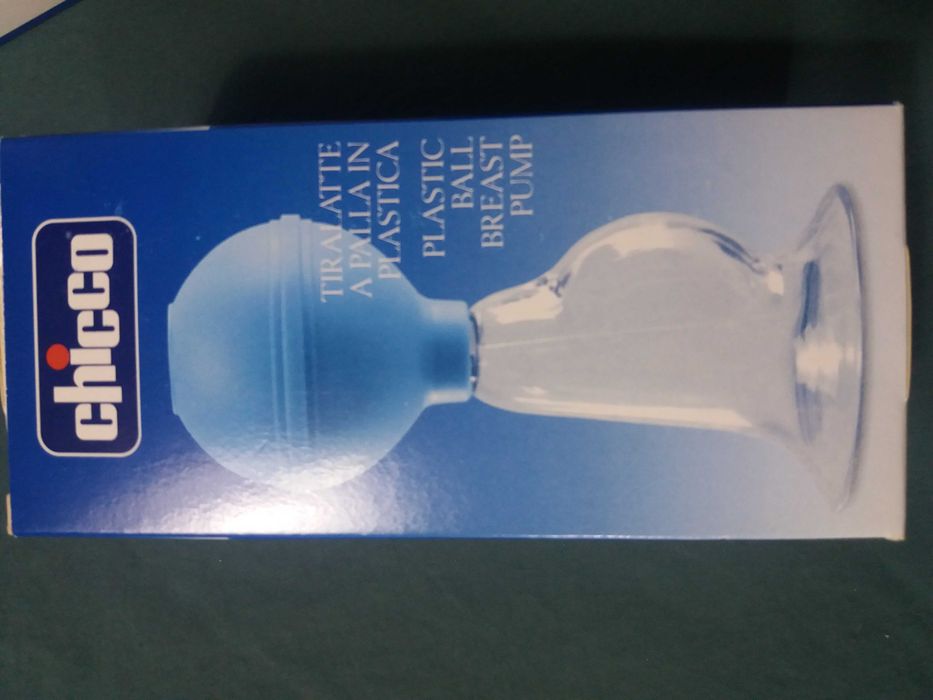 chicco
TIRALATTE
A PALLA IN
PLASTICA
PLASTIC
BALL
BREAST
PUMP